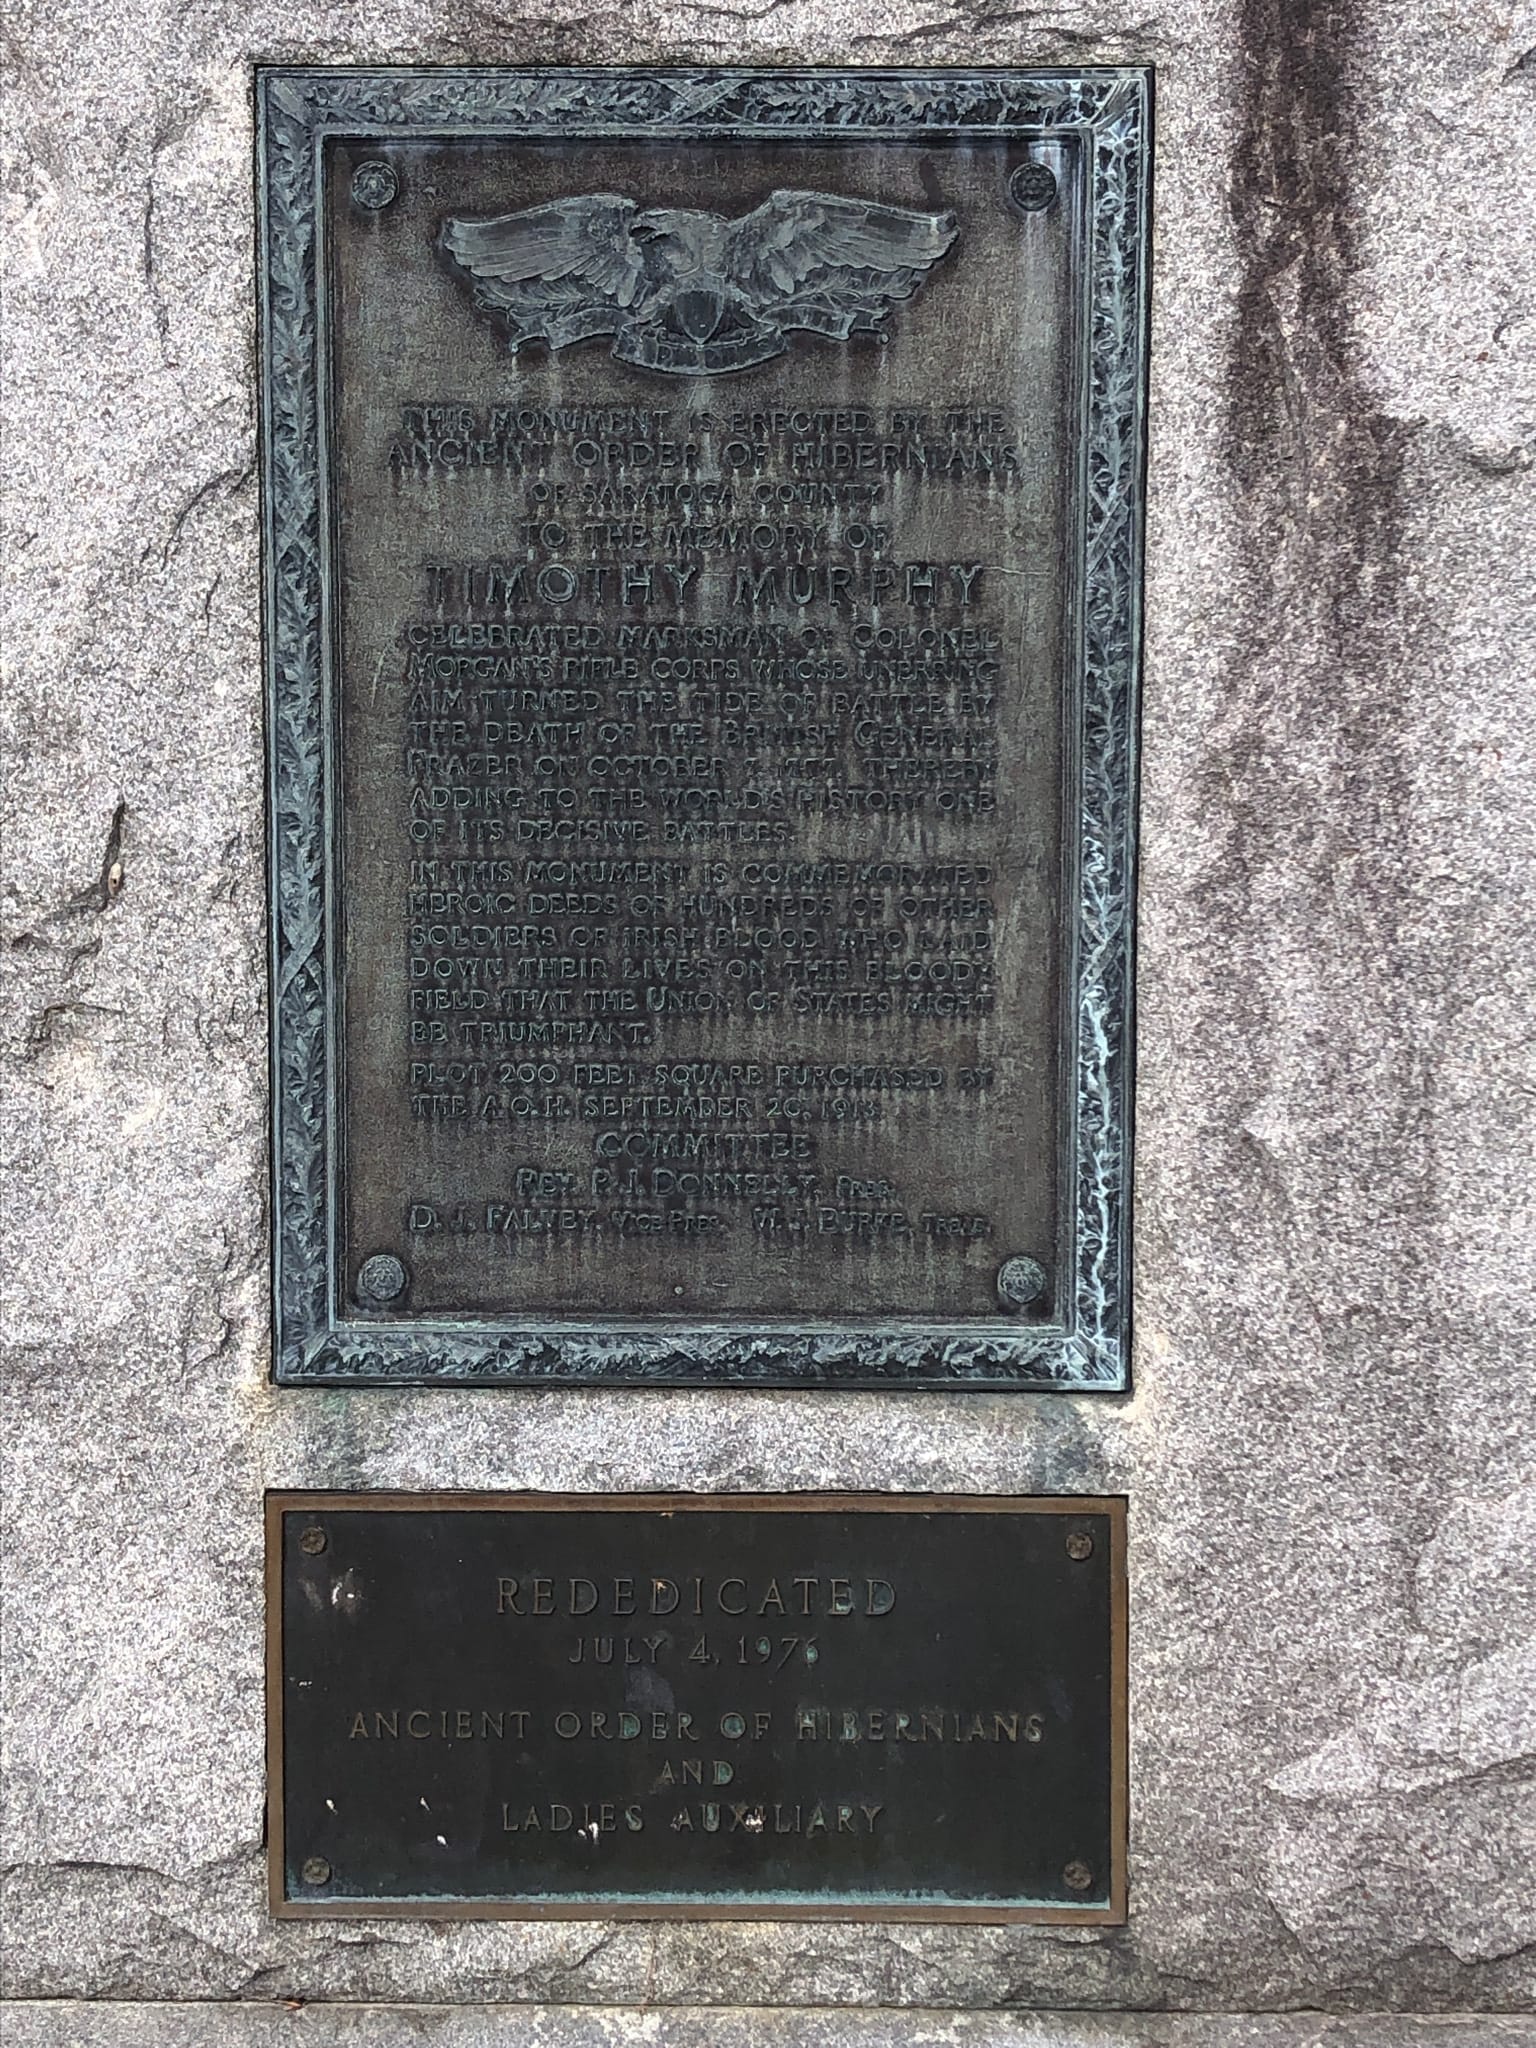 THIS MONUMENT IS ERECTED BY THE
ANCIENT ORDER OF HIBERNIANS
OF SARATOGA COUNTY
TO THE MEMORY OF
TIMOTHY MURPHY
CELEBRATED MARKSMAN OF COLONEL
MORGAN'S RIFLE CORPS WHOSE UNERRING
AIM TURNED THE TIDE OF BATTLE BY
THE DEATH OF THE BRITISH GENERAL
FRAZER ON OCTOBER 7, 1777. THEREBY
ADDING TO THE WORLD'S HISTORY ONE
OF ITS DECISIVE BATTLES.
IN THIS MONUMENT IS COMMEMORATED
HEROIC DEEDS OF HUNDREDS OF OTHER
SOLDIERS OF IRISH BLOOD WHO LAID
DOWN THEIR LIVES ON THIS BLOODY
FIELD THAT THE UNION OF STATES MIGHT
BE TRIUMPHANT.
PLOT 200 FEET SQUARE PURCHASED BY
THE A.O.H. SEPTEMBER 20, 1913.
COMMITTEE
REV. P. J. DONNELLY, PRES.
D. J. FALVEY, VICE PRES. W. J. BURKE, TREAS.
REDEDICATED
JULY 4, 1976
ANCIENT ORDER OF HIBERNIANS
AND
LADIES AUXILIARY